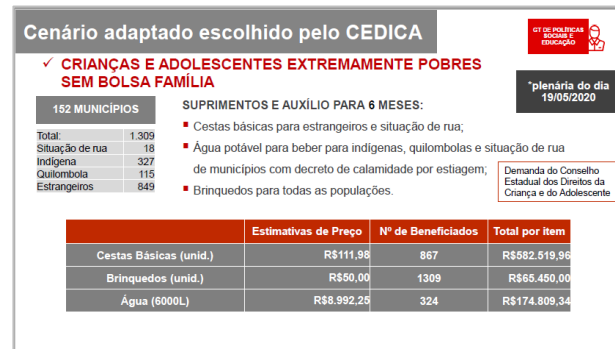 Cenário adaptado escolhido pelo CEDICA
GT DE POLÍTICAS
SOCIAIS E
EDUCAÇÃO
✓ CRIANÇAS E ADOLESCENTES EXTREMAMENTE POBRES
SEM BOLSA FAMÍLIA
*plenária do dia
19/05/2020
152 MUNICÍPIOS
Total: 1.309
Situação de rua 18
Indígena 327
Quilombola 115
Estrangeiros 849
SUPRIMENTOS E AUXÍLIO PARA 6 MESES:
▪ Cestas básicas para estrangeiros e situação de rua;
▪ Água potável para beber para indígenas, quilombolas e situação de rua
de municípios com decreto de calamidade por estiagem;
▪ Brinquedos para todas as populações.
Demanda do Conselho
Estadual dos Direitos da
Criança e do Adolescente
Estimativas de Preço Nº de Beneficiados Total por item
Cestas Básicas (unid.) R$111,98 867 R$582.519,96
Brinquedos (unid.) R$50,00 1309 R$65.450,00
Água (6000L) R$8.992,25 324 R$174.809,34